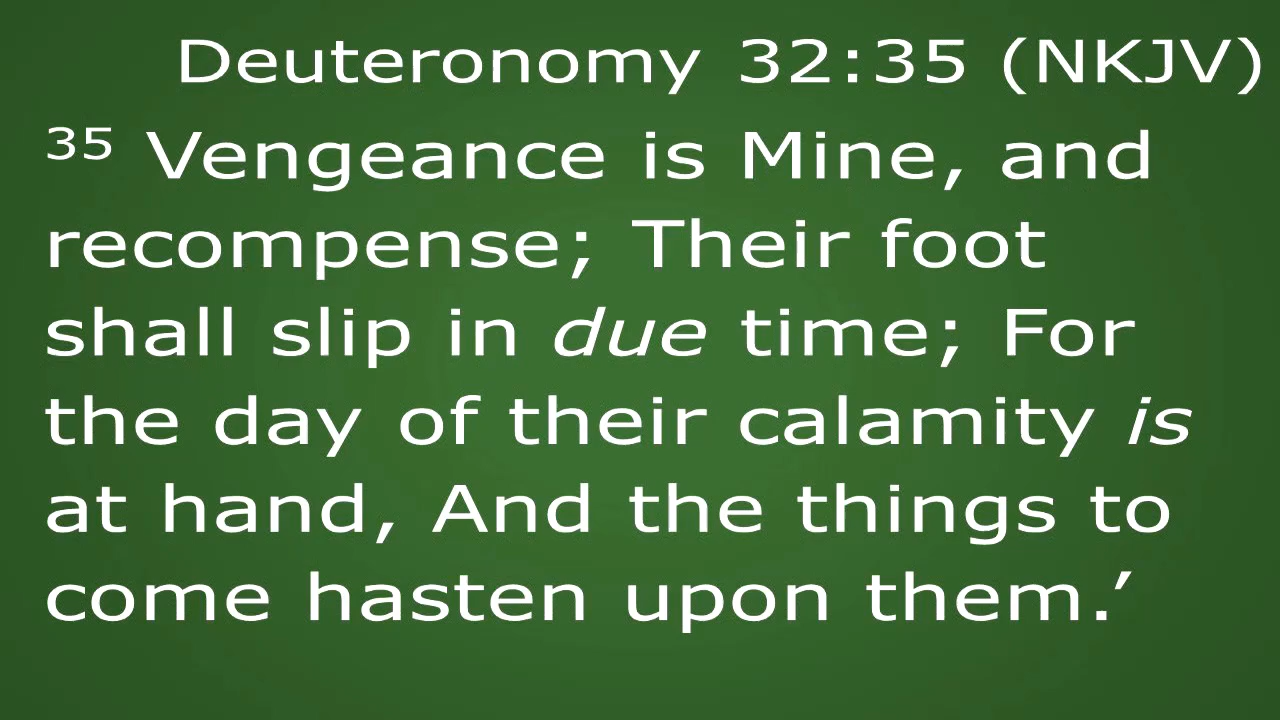 Deuteronomy 32:35 (NKJV)
35 Vengeance is Mine, and
recompense; Their foot
shall slip in due time; For
the day of their calamity is
at hand, And the things to
come hasten upon them.’